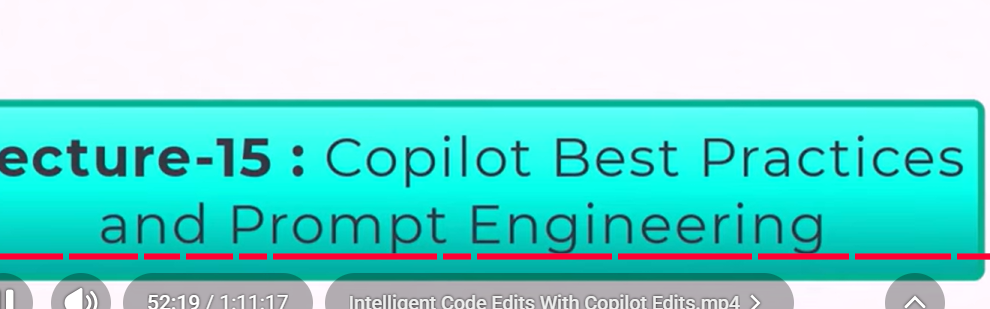 ecture-15 : Copilot Best Practices
and Prompt Engineering
52:19 / 1:11:17
Intelligent Code Edits With Copilot Edits.mp4 >